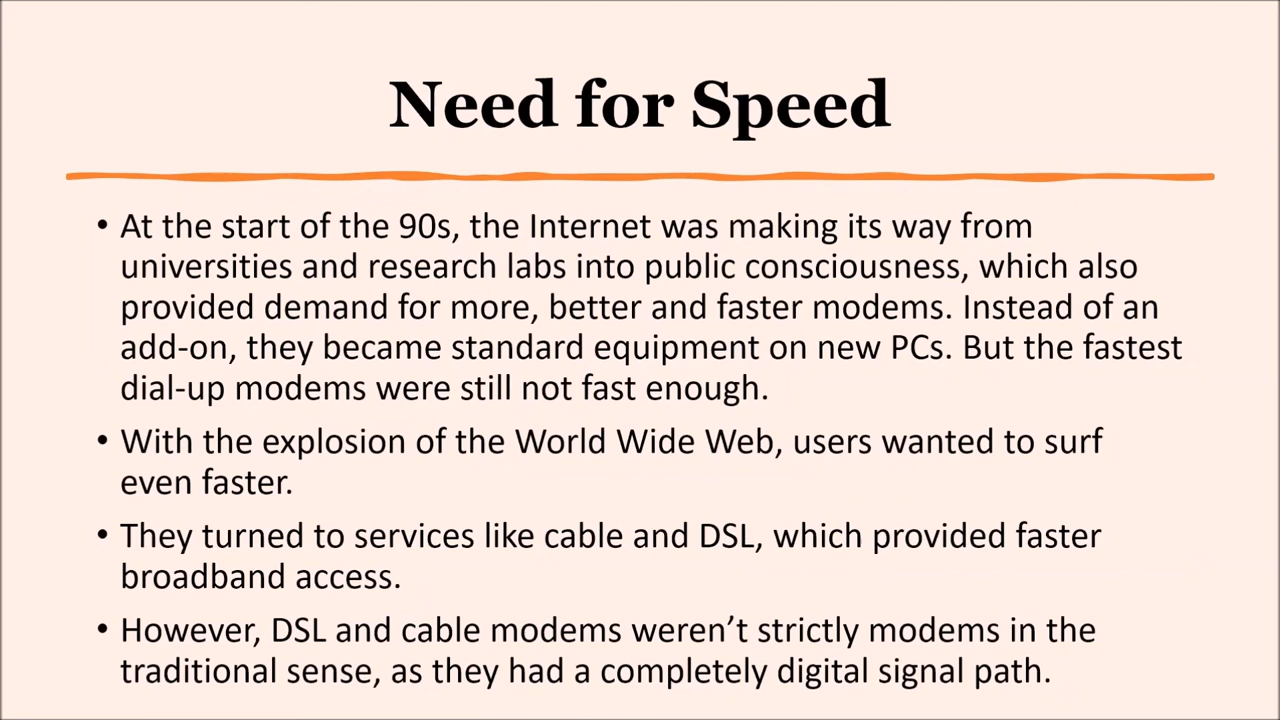 Need for Speed
• At the start of the 90s, the Internet was making its way from
universities and research labs into public consciousness, which also
provided demand for more, better and faster modems. Instead of an
add-on, they became standard equipment on new PCs. But the fastest
dial-up modems were still not fast enough.
• With the explosion of the World Wide Web, users wanted to surf
even faster.
• They turned to services like cable and DSL, which provided faster
broadband access.
• However, DSL and cable modems weren’t strictly modems in the
traditional sense, as they had a completely digital signal path.